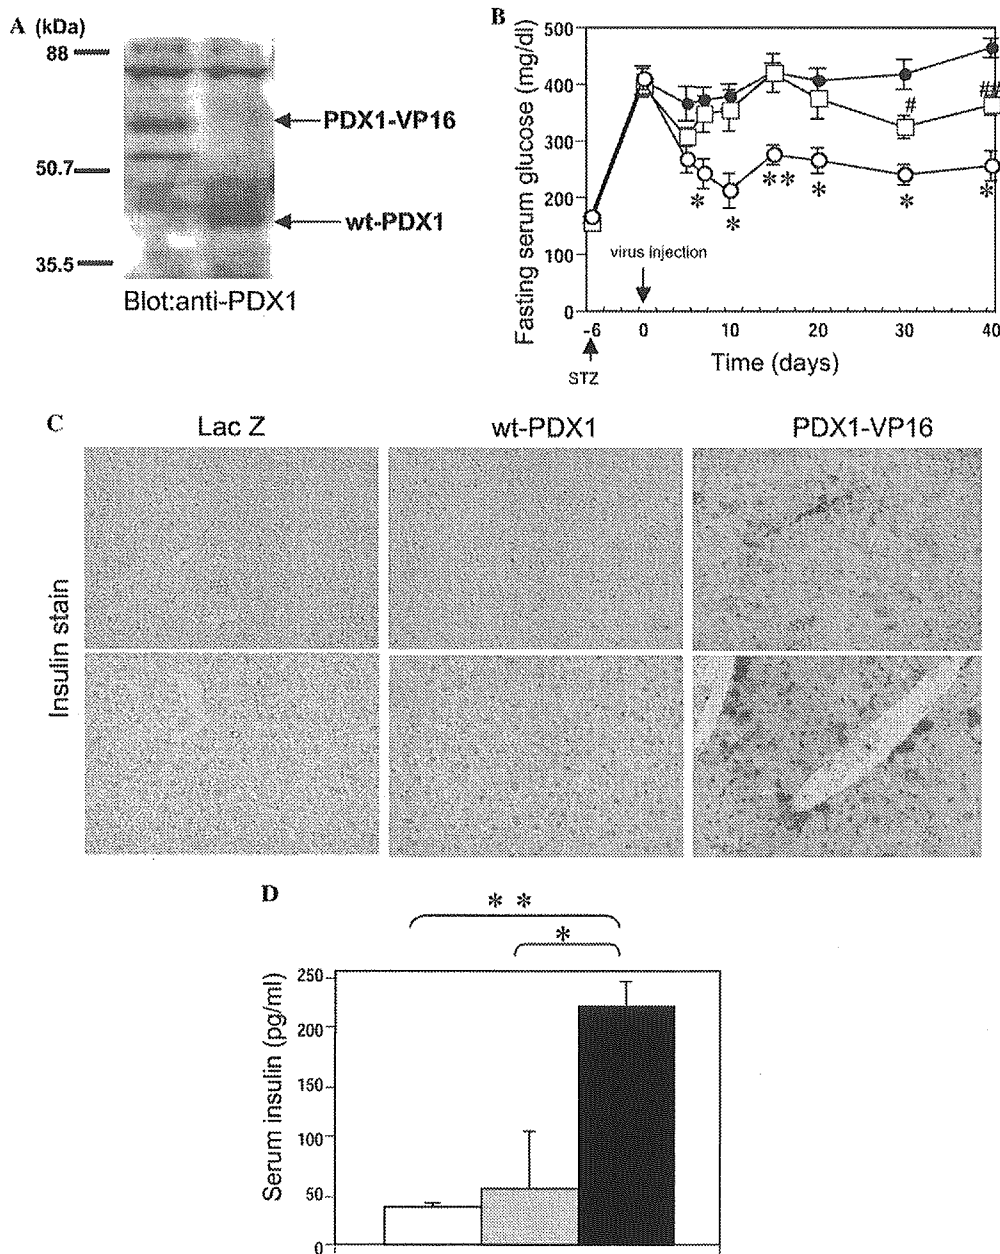 A (kDa)
88
PDX1-VP16
50.7
wt-PDX1
35.5
Blot:anti-PDX1
B
Fasting serum glucose (mg/dl)
500
400
300
200
100
0
# ##
* * ** * * *
virus injection
-6 0 10 20 30 40
STZ
Time (days)
C
Lac Z wt-PDX1 PDX1-VP16
Insulin stain
D
* *
*
Serum insulin (pg/ml)
250
200
150
100
50
0